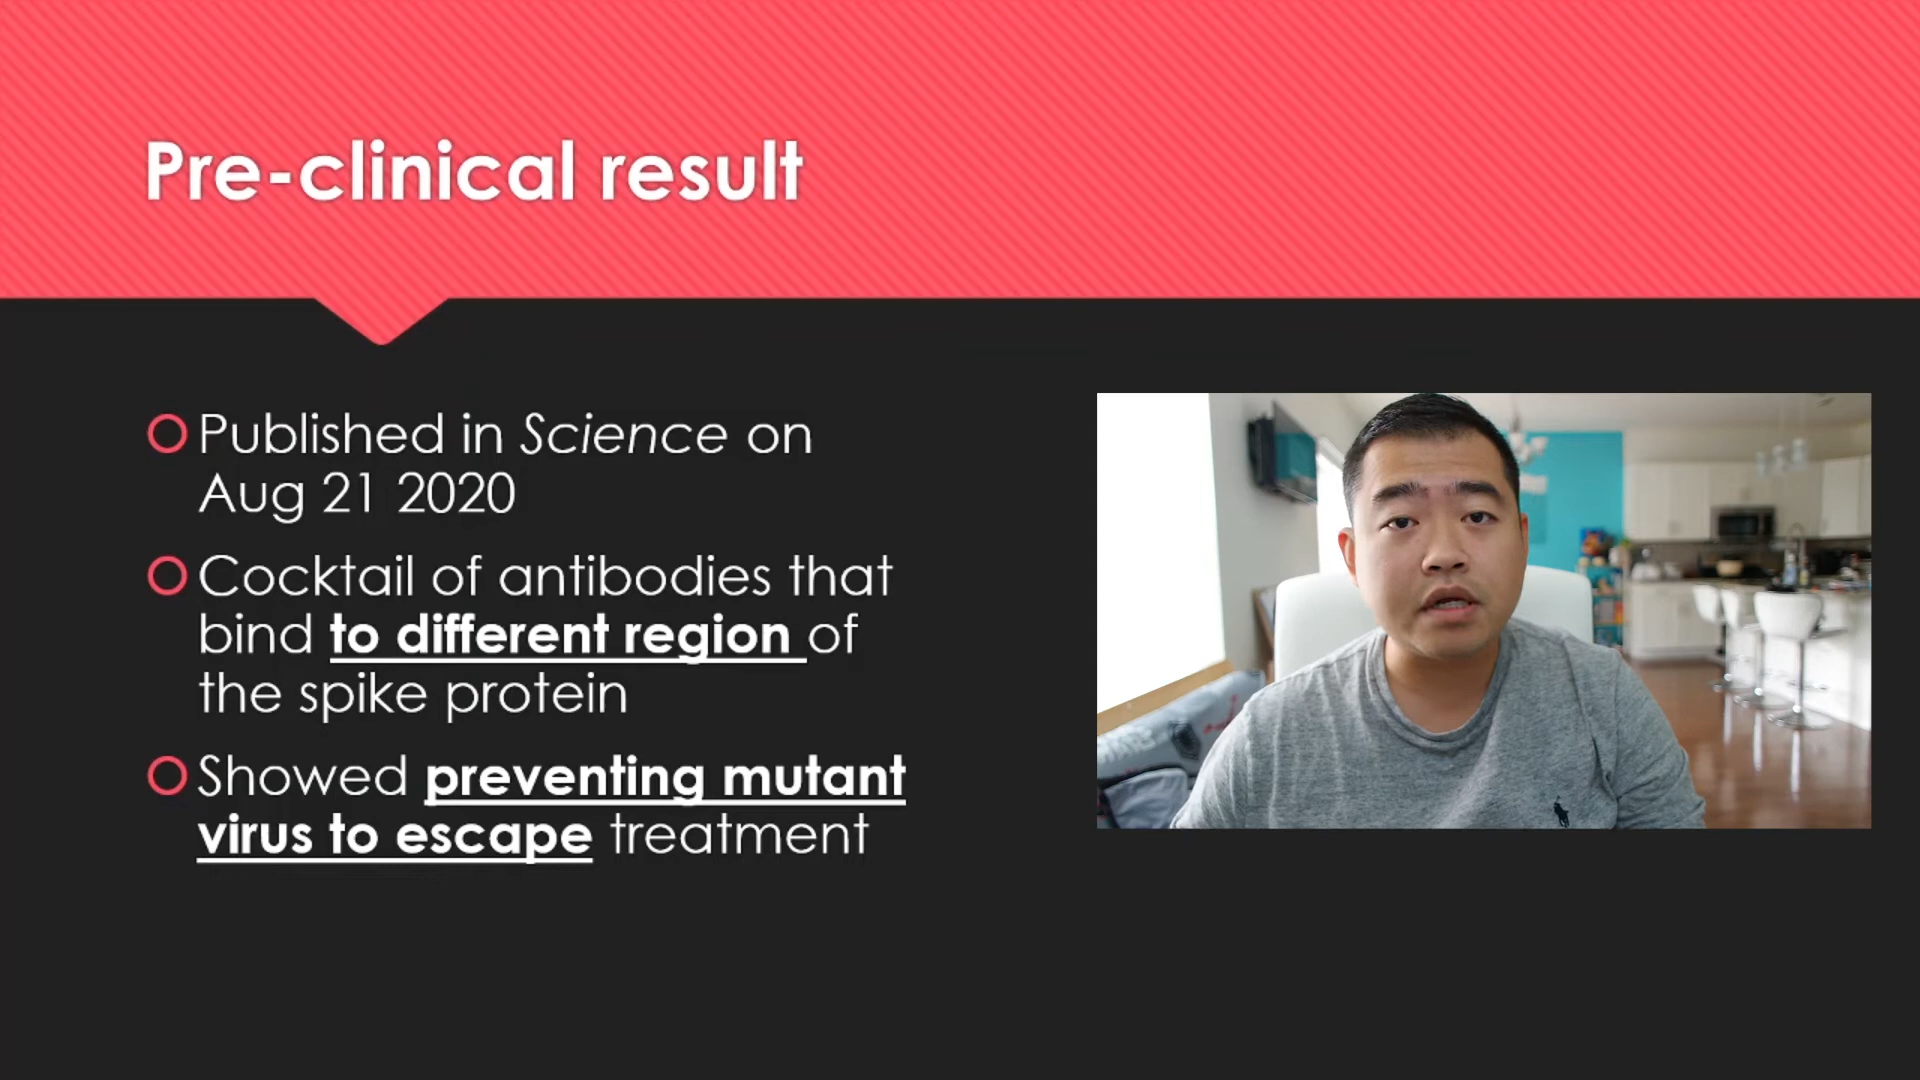 Pre-clinical result
Published in Science on
Aug 21 2020
Cocktail of antibodies that
bind to different region of
the spike protein
Showed preventing mutant
virus to escape treatment